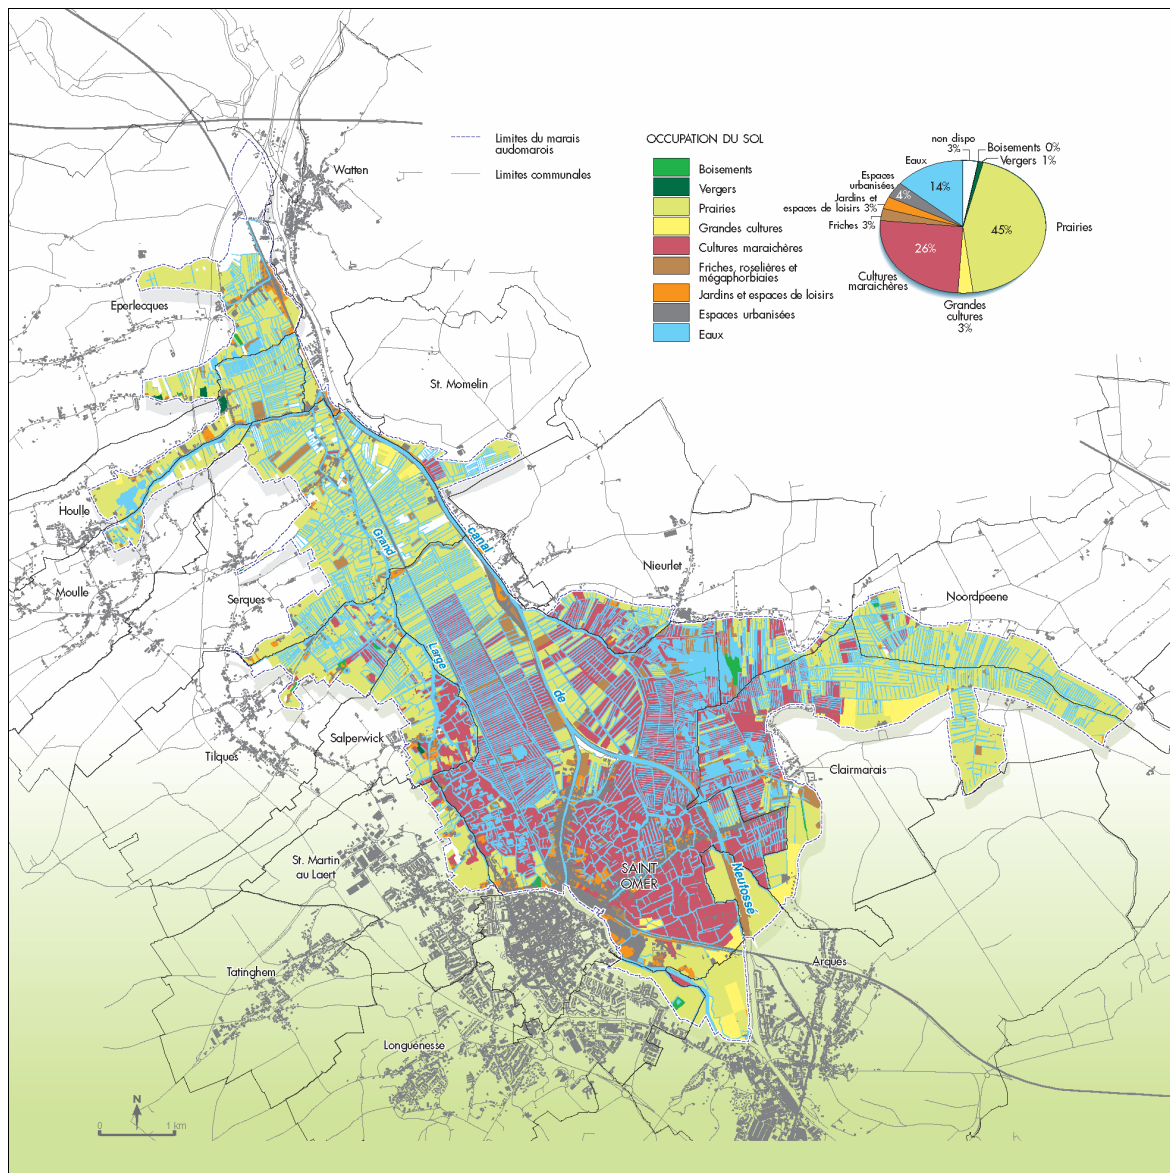 Limites du marais
audomarois
Limites communales
OCCUPATION DU SOL
Boisements
Vergers
Prairies
Grandes cultures
Cultures maraichères
Friches, roselières et
mégaphorbiaies
Jardins et espaces de loisirs
Espaces urbanisées
Eaux
non dispo
3%
Boisements 0%
Vergers 1%
Eaux
14%
Espaces
urbanisées
4%
Jardins et
espaces de loisirs 3%
Friches 3%
45%
Prairies
26%
Cultures
maraichères
Grandes
cultures
3%
Watten
Eperlecques
St. Momelin
Houlle
Moulle
Serques
Grand
canal
Nieurlet
Noordpeene
Large
de
Salperwick
Tilques
Clairmarais
St. Martin
au Laert
SAINT
OMER
Neufossé
Tatinghem
Arques
Longuenesse
N
0 1 km